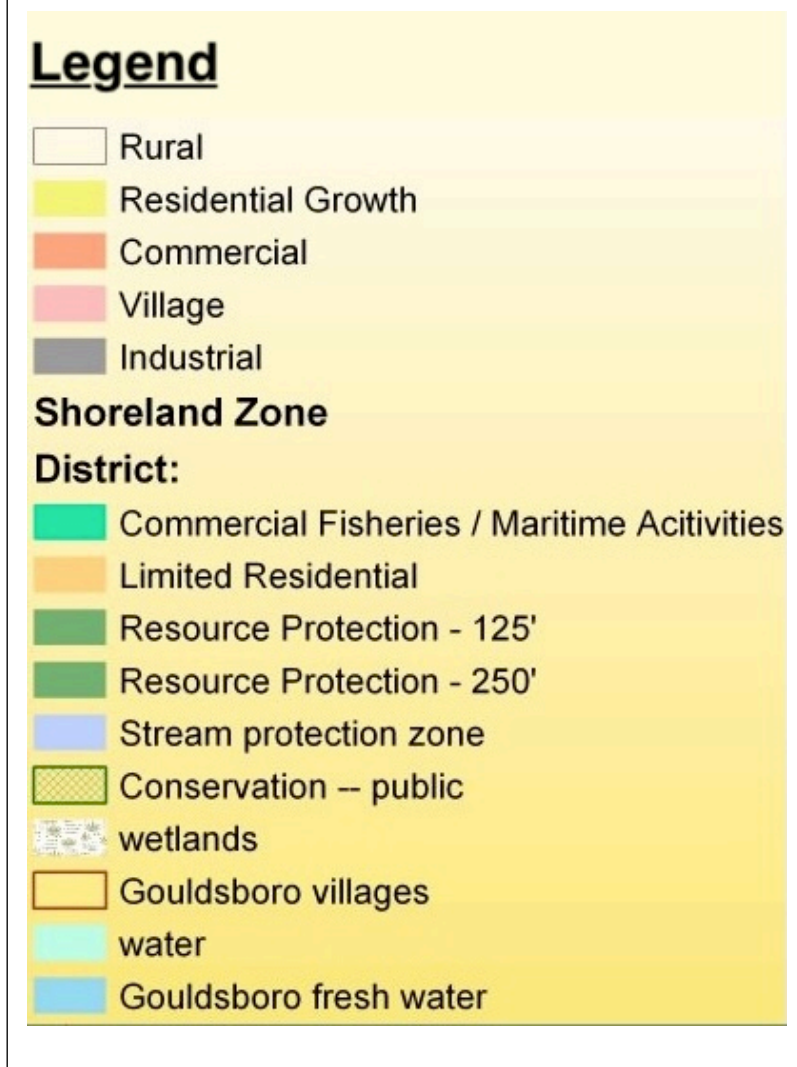 Legend
Rural
Residential Growth
Commercial
Village
Industrial
Shoreland Zone
District:
Commercial Fisheries / Maritime Acitivities
Limited Residential
Resource Protection - 125'
Resource Protection - 250'
Stream protection zone
Conservation -- public
wetlands
Gouldsboro villages
water
Gouldsboro fresh water